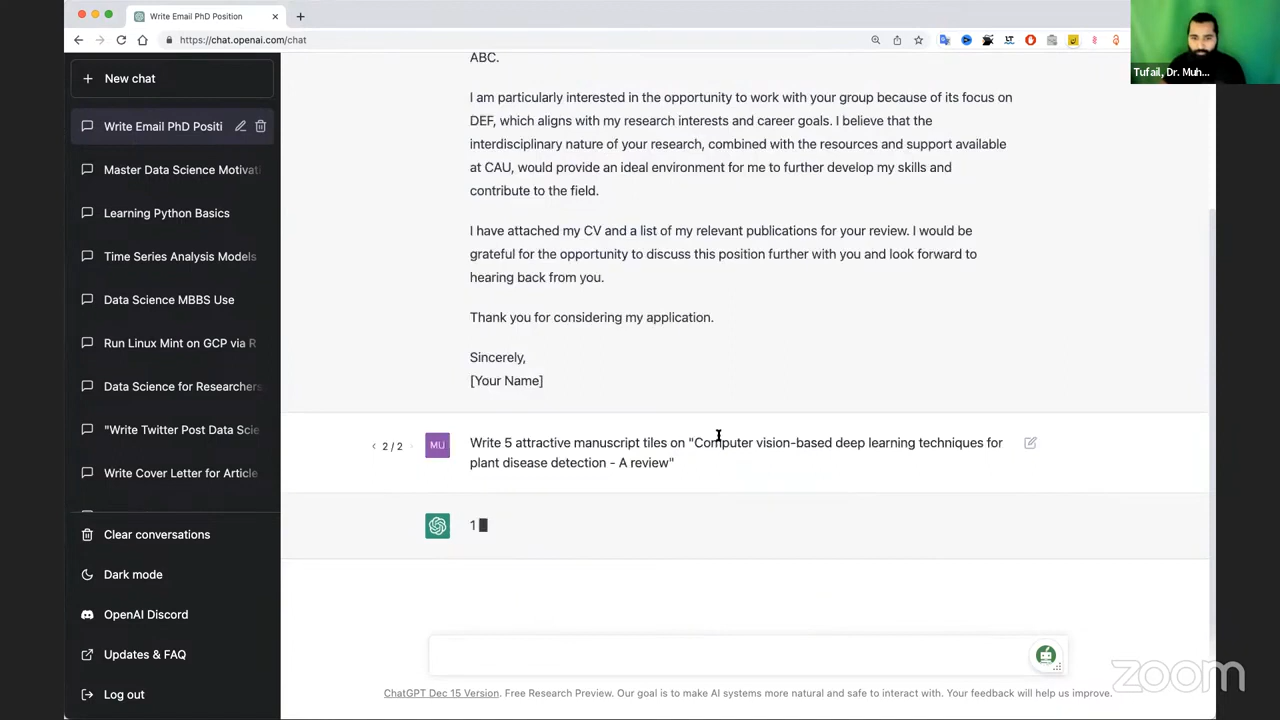 Write Email PhD Position
https://chat.openai.com/chat
Tufail, Dr. Muh...
New chat
Write Email PhD Positi
Master Data Science Motivati
Learning Python Basics
Time Series Analysis Models
Data Science MBBS Use
Run Linux Mint on GCP via R
Data Science for Researchers
"Write Twitter Post Data Scie
Write Cover Letter for Article
Clear conversations
Dark mode
OpenAI Discord
Updates & FAQ
Log out
ABC.
I am particularly interested in the opportunity to work with your group because of its focus on
DEF, which aligns with my research interests and career goals. I believe that the
interdisciplinary nature of your research, combined with the resources and support available
at CAU, would provide an ideal environment for me to further develop my skills and
contribute to the field.
I have attached my CV and a list of my relevant publications for your review. I would be
grateful for the opportunity to discuss this position further with you and look forward to
hearing back from you.
Thank you for considering my application.
Sincerely,
[Your Name]
< 2 / 2
MU
Write 5 attractive manuscript tiles on "Computer vision-based deep learning techniques for
plant disease detection - A review"
1
ChatGPT Dec 15 Version. Free Research Preview. Our goal is to make AI systems more natural and safe to interact with. Your feedback will help us improve.
zoom